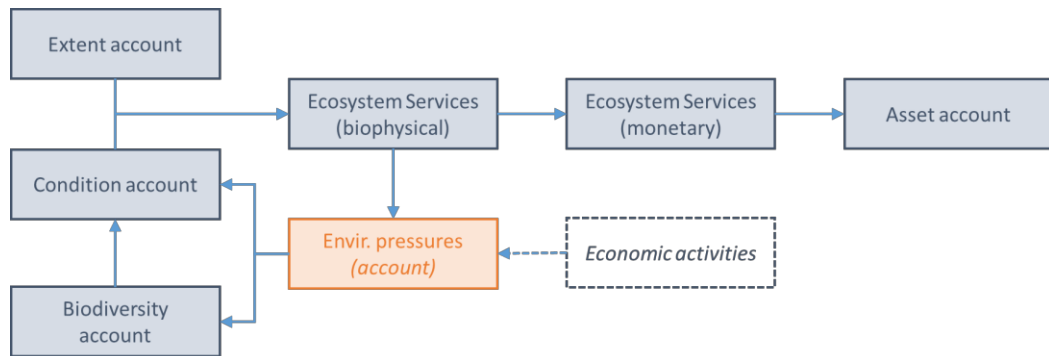 Extent account
Ecosystem Services
(biophysical)
Ecosystem Services
(monetary)
Asset account
Condition account
Envir. pressures
(account)
Economic activities
Biodiversity
account